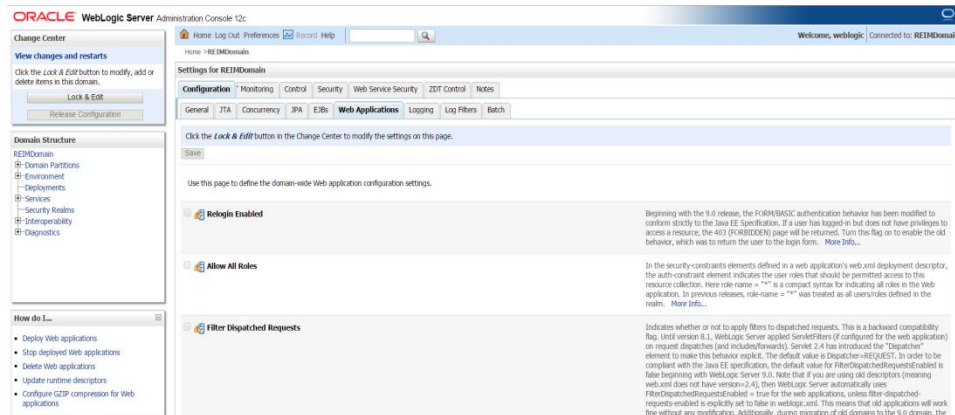 ORACLE WebLogic Server Administration Console 12c
Change Center
View changes and restarts
Click the Lock & Edit button to modify, add or
delete items in this domain.
Lock & Edit
Release Configuration
Domain Structure
REIMDomain
Domain Partitions
Environment
Deployments
Services
Security Realms
Interoperability
Diagnostics
How do I...
Deploy Web applications
Stop deployed Web applications
Delete Web applications
Update runtime descriptors
Configure GZIP compression for Web
applications
Home Log Out Preferences Record Help
Welcome, weblogic Connected to: REIMDomai
Home >REIMDomain
Settings for REIMDomain
Configuration Monitoring Control Security Web Service Security ZDT Control Notes
General JTA Concurrency JPA EJBs Web Applications Logging Log Filters Batch
Click the Lock & Edit button in the Change Center to modify the settings on this page.
Save
Use this page to define the domain-wide Web application configuration settings.
Relogin Enabled
Beginning with the 9.0 release, the FORM/BASIC authentication behavior has been modified to
conform strictly to the Java EE Specification. If a user has logged-in but does not have privileges to
access a resource, the 403 (FORBIDDEN) page will be returned. Turn this flag on to enable the old
behavior, which was to return the user to the login form. More Info...
Allow All Roles
In the security-constraints elements defined in a web application's web.xml deployment descriptor,
the auth-constraint element indicates the user roles that should be permitted access to this
resource collection. Here role-name = "*" is a compact syntax for indicating all roles in the Web
application. In previous releases, role-name = "*" was treated as all users/roles defined in the
realm. More Info...
Filter Dispatched Requests
Indicates whether or not to apply filters to dispatched requests. This is a backward compatibility
flag. Until version 8.1, WebLogic Server applied ServletFilters (if configured for the web application)
on request dispatches (and includes/forwards). Servlet 2.4 has introduced the "Dispatcher"
element to make this behavior explicit. The default value is Dispatcher=REQUEST. In order to be
compliant with the Java EE specification, the default value for FilterDispatchedRequestsEnabled is
false beginning with WebLogic Server 9.0. Note that if you are using old descriptors (meaning
web.xml does not have version=2.4), then WebLogic Server automatically uses
FilterDispatchedRequestsEnabled = true for the web applications, unless filter-dispatched-
requests-enabled is explicitly set to false in weblogic.xml. This means that old applications will work
fine without any modification. Additionally, during migration of old domains to the 9.0 domain, the